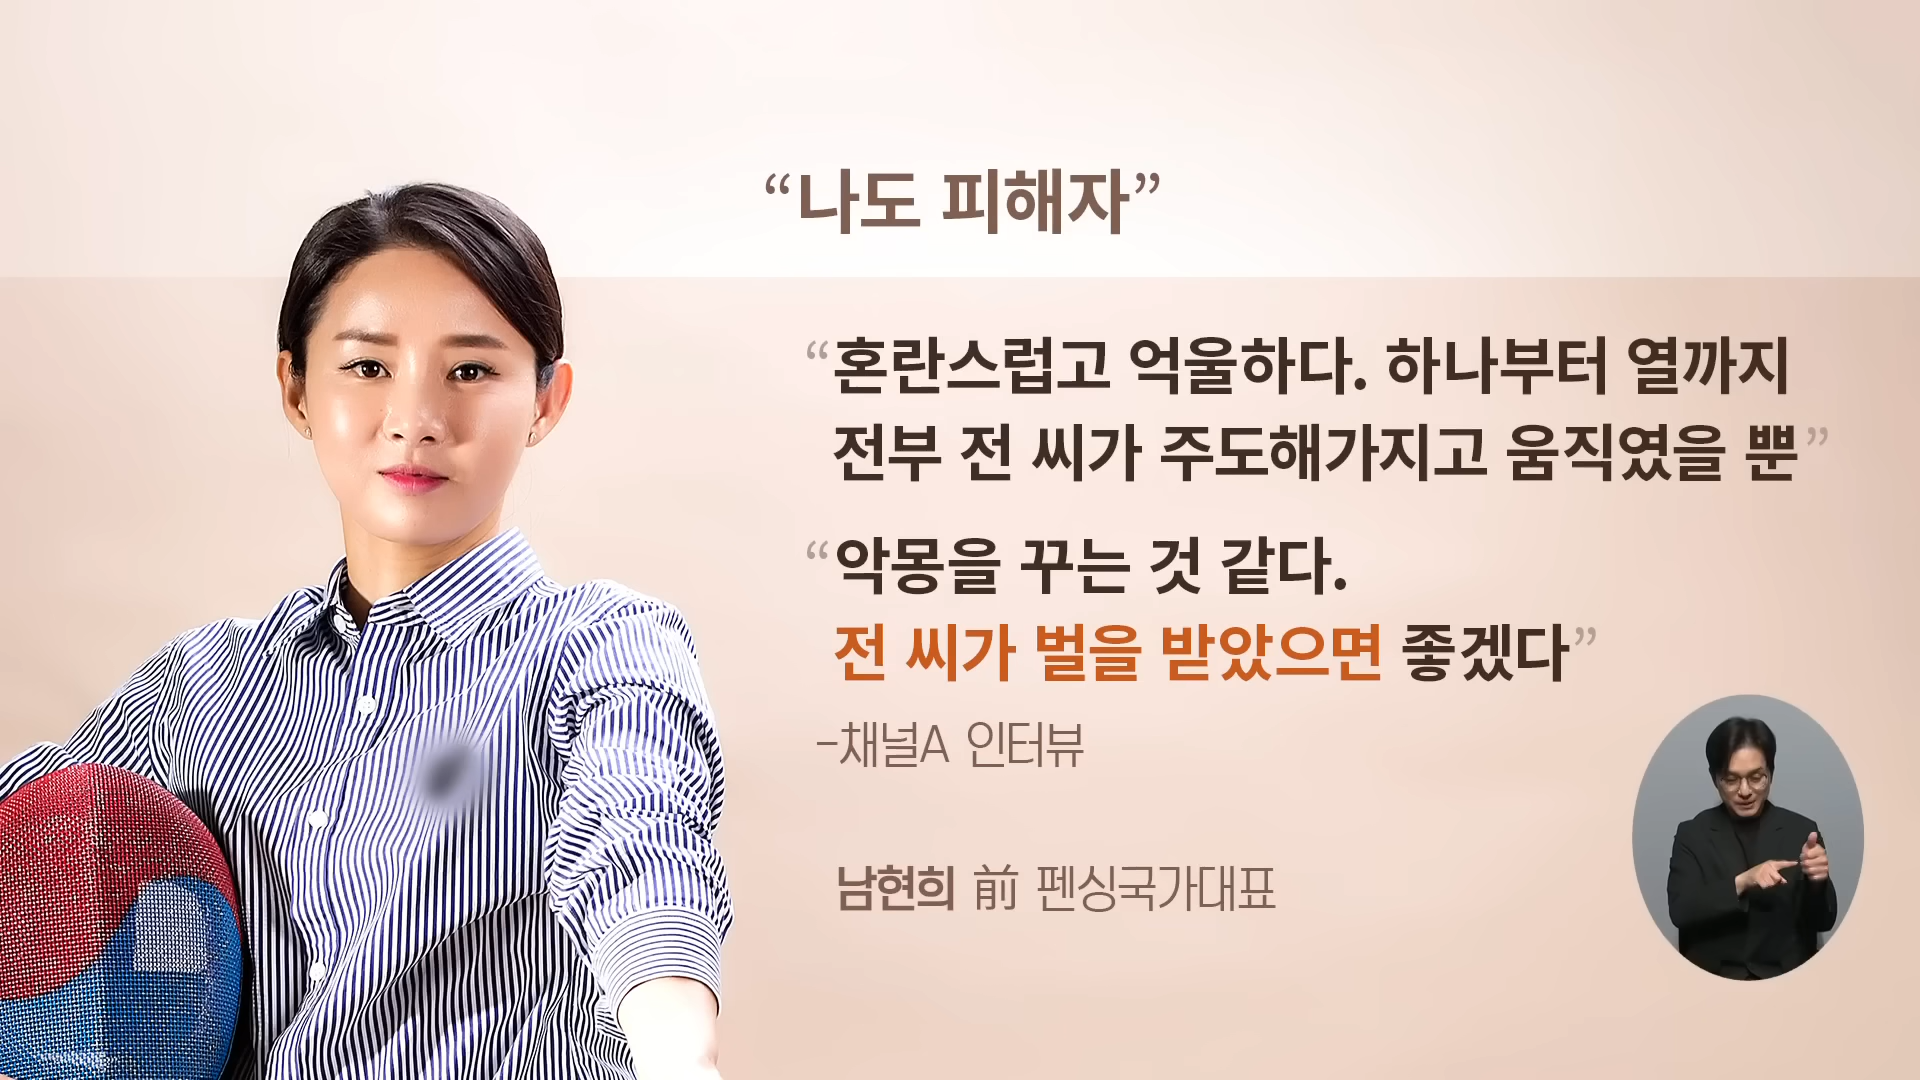 “나도 피해자”
“혼란스럽고 억울하다. 하나부터 열까지
전부 전 씨가 주도해가지고 움직였을 뿐”
“악몽을 꾸는 것 같다.
전 씨가 벌을 받았으면 좋겠다”
-채널A 인터뷰
남현희 前 펜싱국가대표